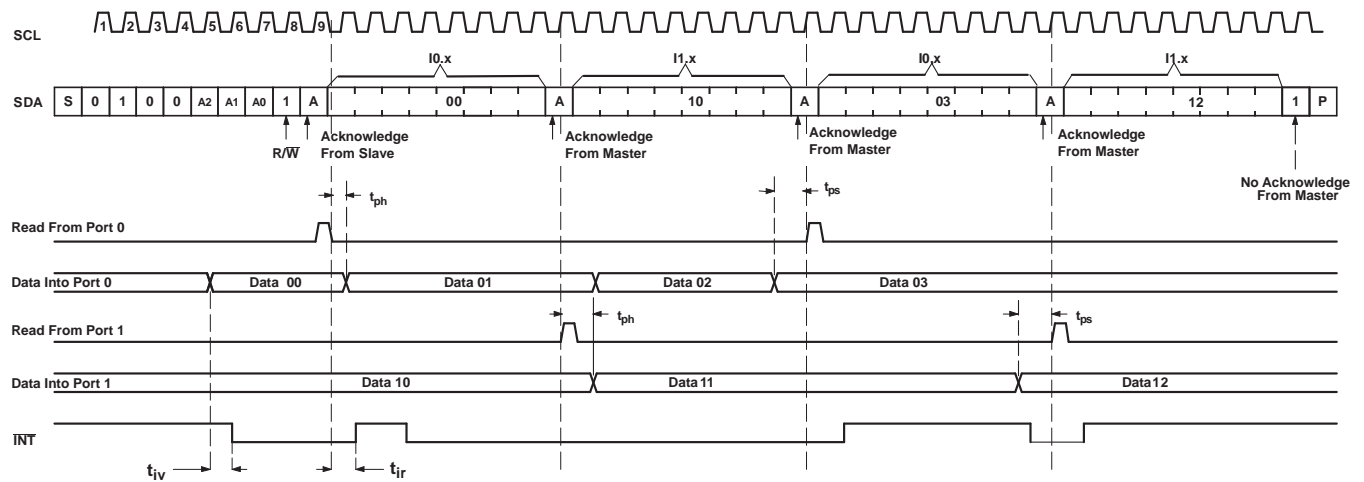 SCL
1 2 3 4 5 6 7 8 9
I0.x I1.x I0.x I1.x
SDA S 0 1 0 0 A2 A1 A0 1 A 00 A 10 A 03 A 12 1 P
R/W̅
Acknowledge
From Slave
Acknowledge
From Master
Acknowledge
From Master
Acknowledge
From Master
No Acknowledge
From Master
tph
tps
Read From Port 0
Data Into Port 0 Data 00 Data 01 Data 02 Data 03
Read From Port 1
tph
tps
Data Into Port 1 Data 10 Data 11 Data 12
I̅N̅T̅
tiv
tir